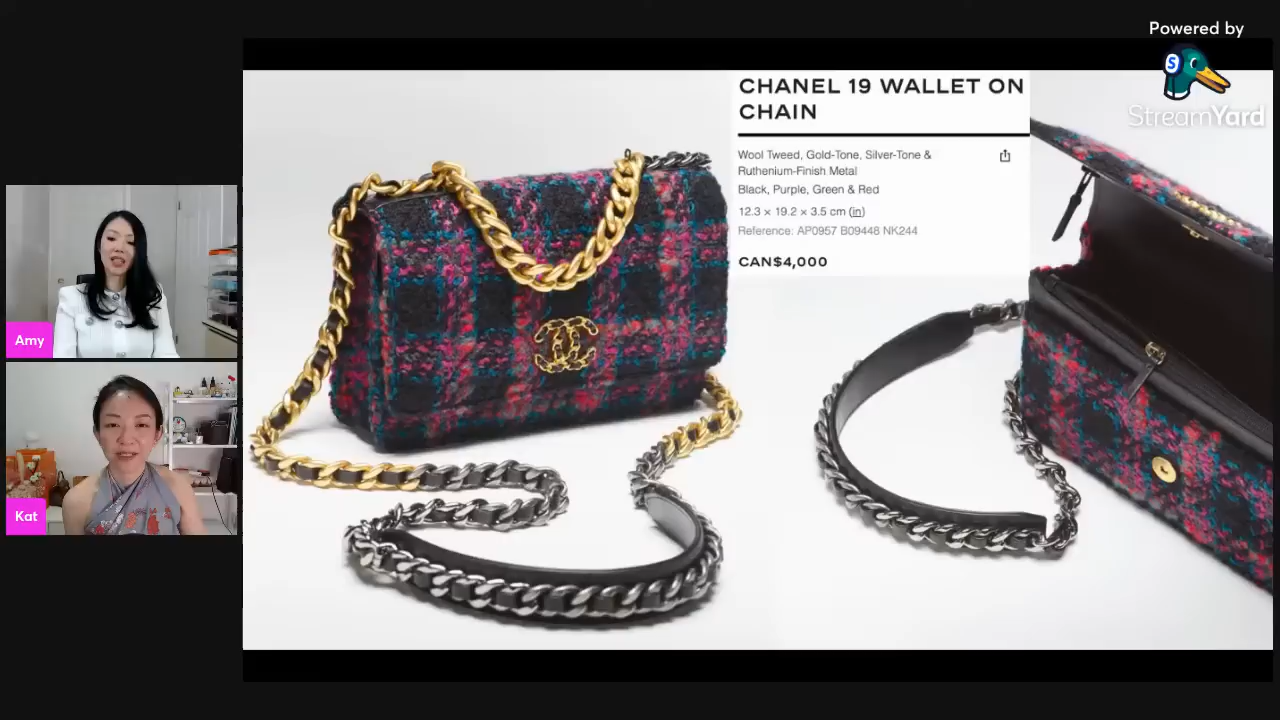 Powered by
StreamYard
CHANEL 19 WALLET ON
CHAIN
Wool Tweed, Gold-Tone, Silver-Tone &
Ruthenium-Finish Metal
Black, Purple, Green & Red
12.3 × 19.2 × 3.5 cm (in)
Reference: AP0957 B09448 NK244
CAN$4,000
Amy
Kat